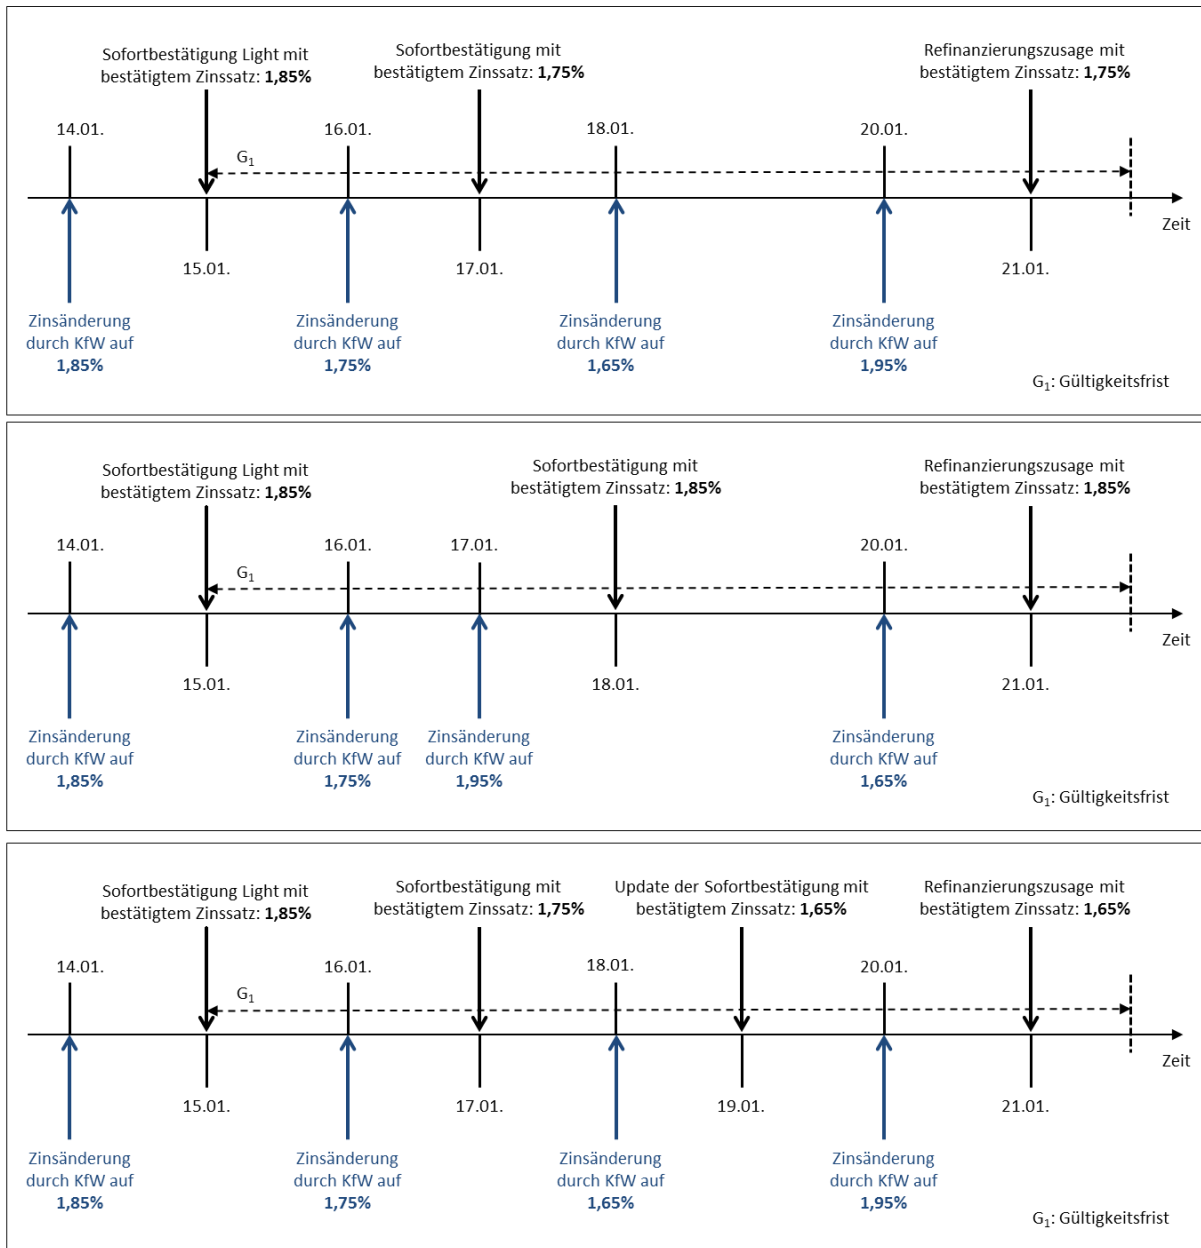 Sofortbestätigung Light mit
bestätigtem Zinssatz: 1,85%
Sofortbestätigung mit
bestätigtem Zinssatz: 1,75%
Refinanzierungszusage mit
bestätigtem Zinssatz: 1,75%
14.01.
16.01.
18.01.
20.01.
G₁
Zeit
15.01.
17.01.
21.01.
Zinsänderung
durch KfW auf
1,85%
Zinsänderung
durch KfW auf
1,75%
Zinsänderung
durch KfW auf
1,65%
Zinsänderung
durch KfW auf
1,95%
G₁: Gültigkeitsfrist
Sofortbestätigung Light mit
bestätigtem Zinssatz: 1,85%
Sofortbestätigung mit
bestätigtem Zinssatz: 1,85%
Refinanzierungszusage mit
bestätigtem Zinssatz: 1,85%
14.01.
16.01.
17.01.
20.01.
G₁
Zeit
15.01.
18.01.
21.01.
Zinsänderung
durch KfW auf
1,85%
Zinsänderung
durch KfW auf
1,75%
Zinsänderung
durch KfW auf
1,95%
Zinsänderung
durch KfW auf
1,65%
G₁: Gültigkeitsfrist
Sofortbestätigung Light mit
bestätigtem Zinssatz: 1,85%
Sofortbestätigung mit
bestätigtem Zinssatz: 1,75%
Update der Sofortbestätigung mit
bestätigtem Zinssatz: 1,65%
Refinanzierungszusage mit
bestätigtem Zinssatz: 1,65%
14.01.
16.01.
18.01.
20.01.
G₁
Zeit
15.01.
17.01.
19.01.
21.01.
Zinsänderung
durch KfW auf
1,85%
Zinsänderung
durch KfW auf
1,75%
Zinsänderung
durch KfW auf
1,65%
Zinsänderung
durch KfW auf
1,95%
G₁: Gültigkeitsfrist